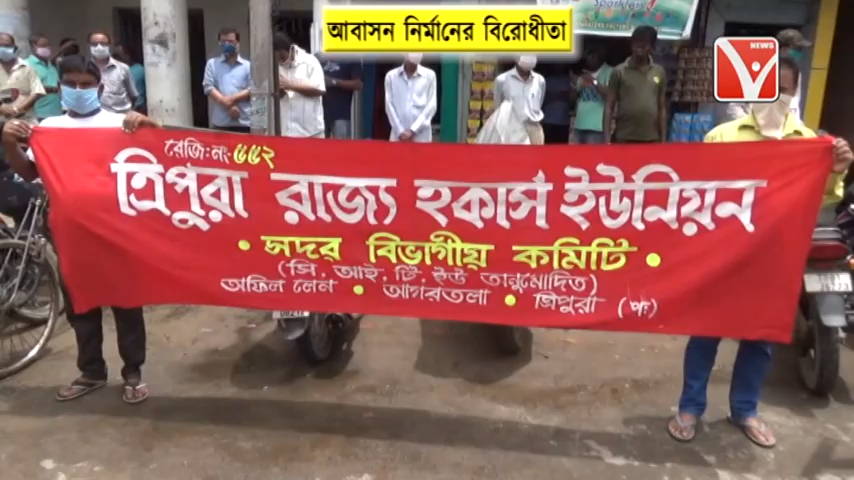 আবাসন নির্মানের বিরোধীতা
NEWS
V
রেজি:নং ৫৫২
ত্রিপুরা রাজ্য হকার্স ইউনিয়ন
• সদর বিভাগীয় কমিটি •
(সি. আই. টি. ইউ অনুমোদিত)
অফিস লেন • আগরতলা • ত্রিপুরা (পঃ)